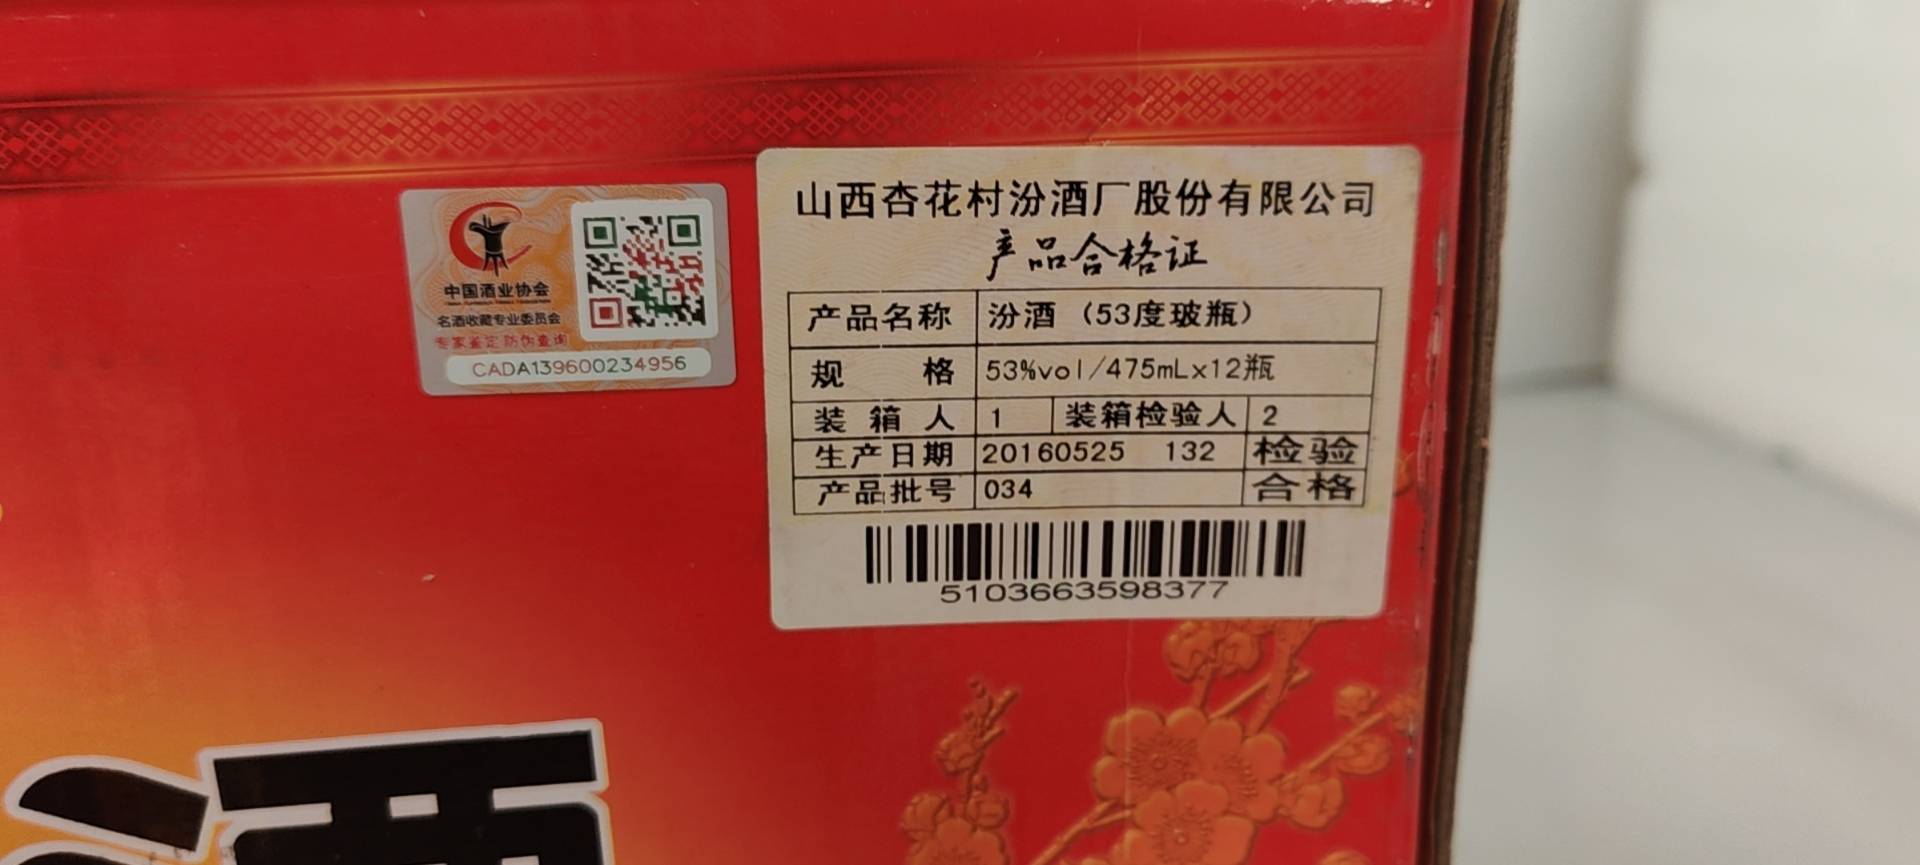 中国酒业协会
名酒收藏专业委员会
专家鉴定防伪查询
CADA139600234956
山西杏花村汾酒厂股份有限公司
产品合格证
产品名称 汾酒（53度玻瓶）
规 格 53%vol/475mL×12瓶
装箱人 1 装箱检验人 2
生产日期 20160525 132 检验
产品批号 034 合格
5103663598377
酒